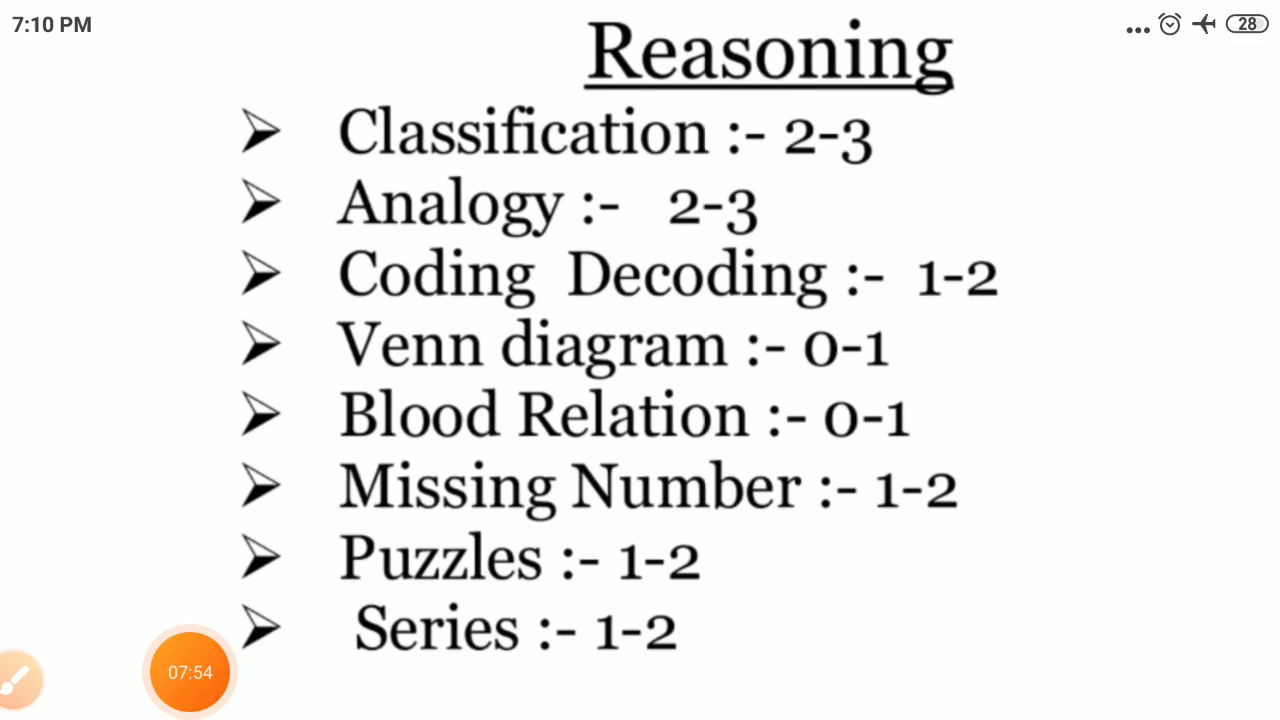 7:10 PM
... 28
Reasoning
➢ Classification :- 2-3
➢ Analogy :- 2-3
➢ Coding Decoding :- 1-2
➢ Venn diagram :- 0-1
➢ Blood Relation :- 0-1
➢ Missing Number :- 1-2
➢ Puzzles :- 1-2
➢ Series :- 1-2
07:54